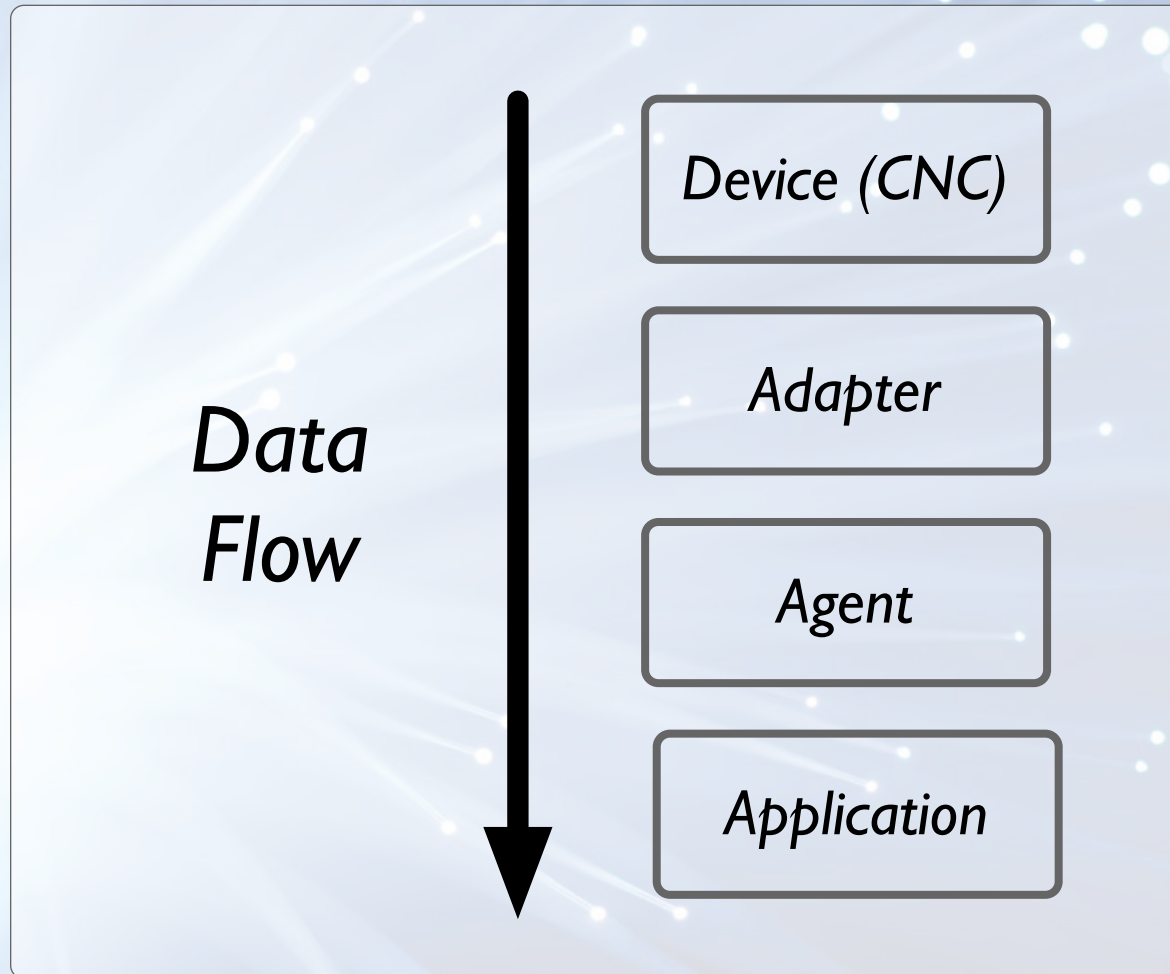 Data
Flow
Device (CNC)
Adapter
Agent
Application